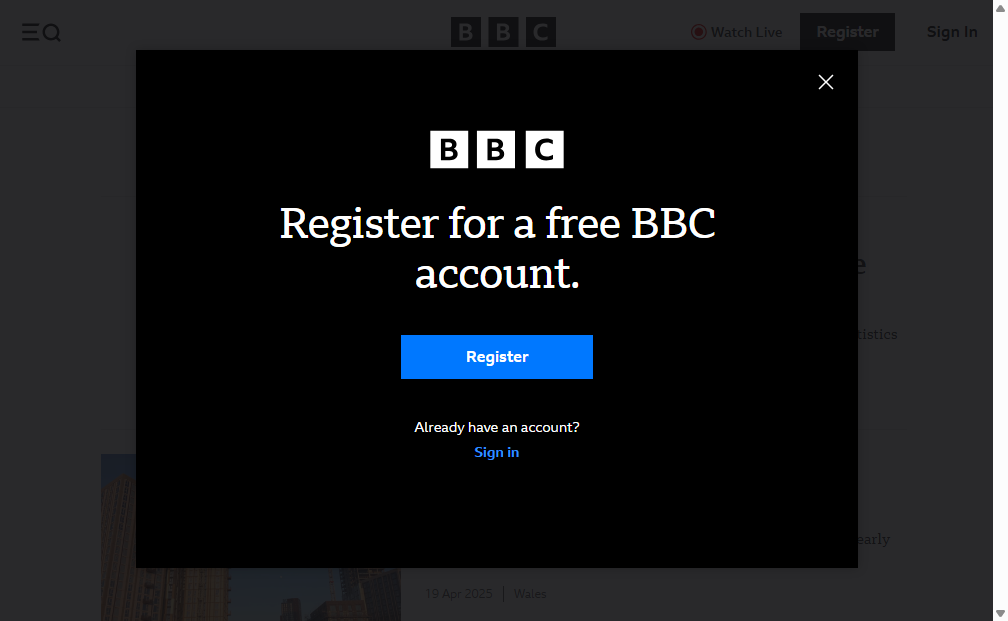 BBC
Watch Live
Register
Sign In
BBC
Register for a free BBC
account.
Register
Already have an account?
Sign in
tistics
early
19 Apr 2025
Wales